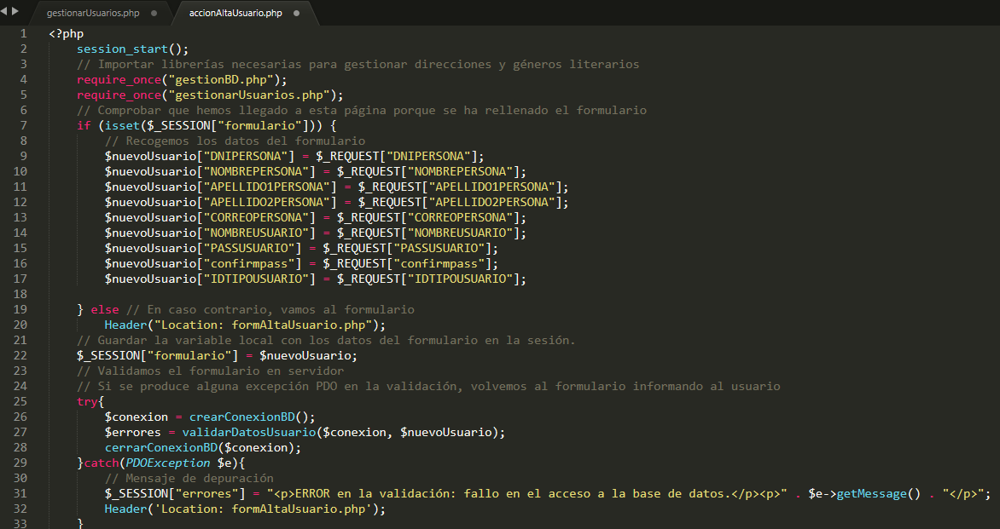 gestionarUsuarios.php
accionAltaUsuario.php
1 <?php
2 session_start();
3 // Importar librerías necesarias para gestionar direcciones y géneros literarios
4 require_once("gestionBD.php");
5 require_once("gestionarUsuarios.php");
6 // Comprobar que hemos llegado a esta página porque se ha rellenado el formulario
7 if (isset($_SESSION["formulario"])) {
8 // Recogemos los datos del formulario
9 $nuevoUsuario["DNIPERSONA"] = $_REQUEST["DNIPERSONA"];
10 $nuevoUsuario["NOMBREPERSONA"] = $_REQUEST["NOMBREPERSONA"];
11 $nuevoUsuario["APELLIDO1PERSONA"] = $_REQUEST["APELLIDO1PERSONA"];
12 $nuevoUsuario["APELLIDO2PERSONA"] = $_REQUEST["APELLIDO2PERSONA"];
13 $nuevoUsuario["CORREOPERSONA"] = $_REQUEST["CORREOPERSONA"];
14 $nuevoUsuario["NOMBREUSUARIO"] = $_REQUEST["NOMBREUSUARIO"];
15 $nuevoUsuario["PASSUSUARIO"] = $_REQUEST["PASSUSUARIO"];
16 $nuevoUsuario["confirmpass"] = $_REQUEST["confirmpass"];
17 $nuevoUsuario["IDTIPOUSUARIO"] = $_REQUEST["IDTIPOUSUARIO"];
18
19 } else // En caso contrario, vamos al formulario
20 Header("Location: formAltaUsuario.php");
21 // Guardar la variable local con los datos del formulario en la sesión.
22 $_SESSION["formulario"] = $nuevoUsuario;
23 // Validamos el formulario en servidor
24 // Si se produce alguna excepción PDO en la validación, volvemos al formulario informando al usuario
25 try{
26 $conexion = crearConexionBD();
27 $errores = validarDatosUsuario($conexion, $nuevoUsuario);
28 cerrarConexionBD($conexion);
29 }catch(PDOException $e){
30 // Mensaje de depuración
31 $_SESSION["errores"] = "<p>ERROR en la validación: fallo en el acceso a la base de datos.</p><p>" . $e->getMessage() . "</p>";
32 Header('Location: formAltaUsuario.php');
33 }